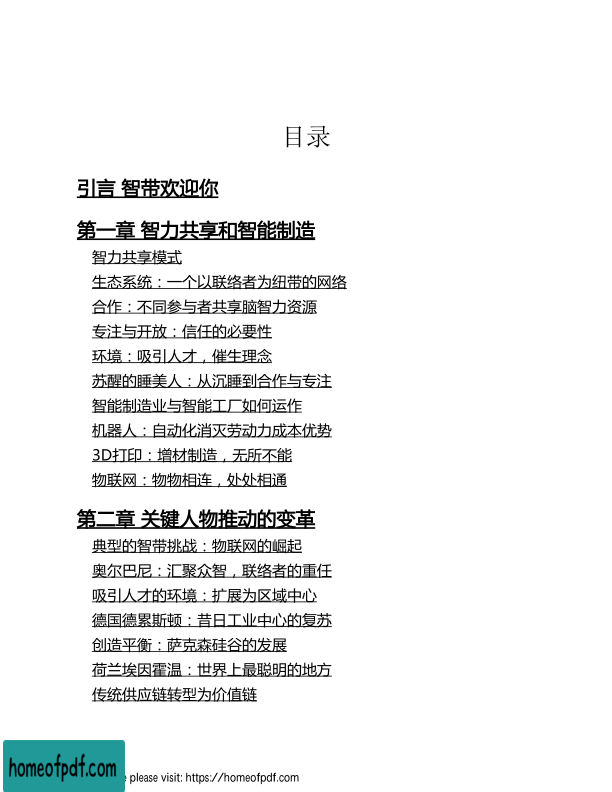 目录
引言 智带欢迎你
第一章 智力共享和智能制造
智力共享模式
生态系统：一个以联络者为纽带的网络
合作：不同参与者共享脑智力资源
专注与开放：信任的必要性
环境：吸引人才，催生理念
苏醒的睡美人：从沉睡到合作与专注
智能制造业与智能工厂如何运作
机器人：自动化消灭劳动力成本优势
3D打印：增材制造，无所不能
物联网：物物相连，处处相通
第二章 关键人物推动的变革
典型的智带挑战：物联网的崛起
奥尔巴尼：汇聚众智，联络者的重任
吸引人才的环境：扩展为区域中心
德国德累斯顿：昔日工业中心的复苏
创造平衡：萨克森硅谷的发展
荷兰埃因霍温：世界上最聪明的地方
传统供应链转型为价值链
homeofpdf.com
please visit: https://homeofpdf.com